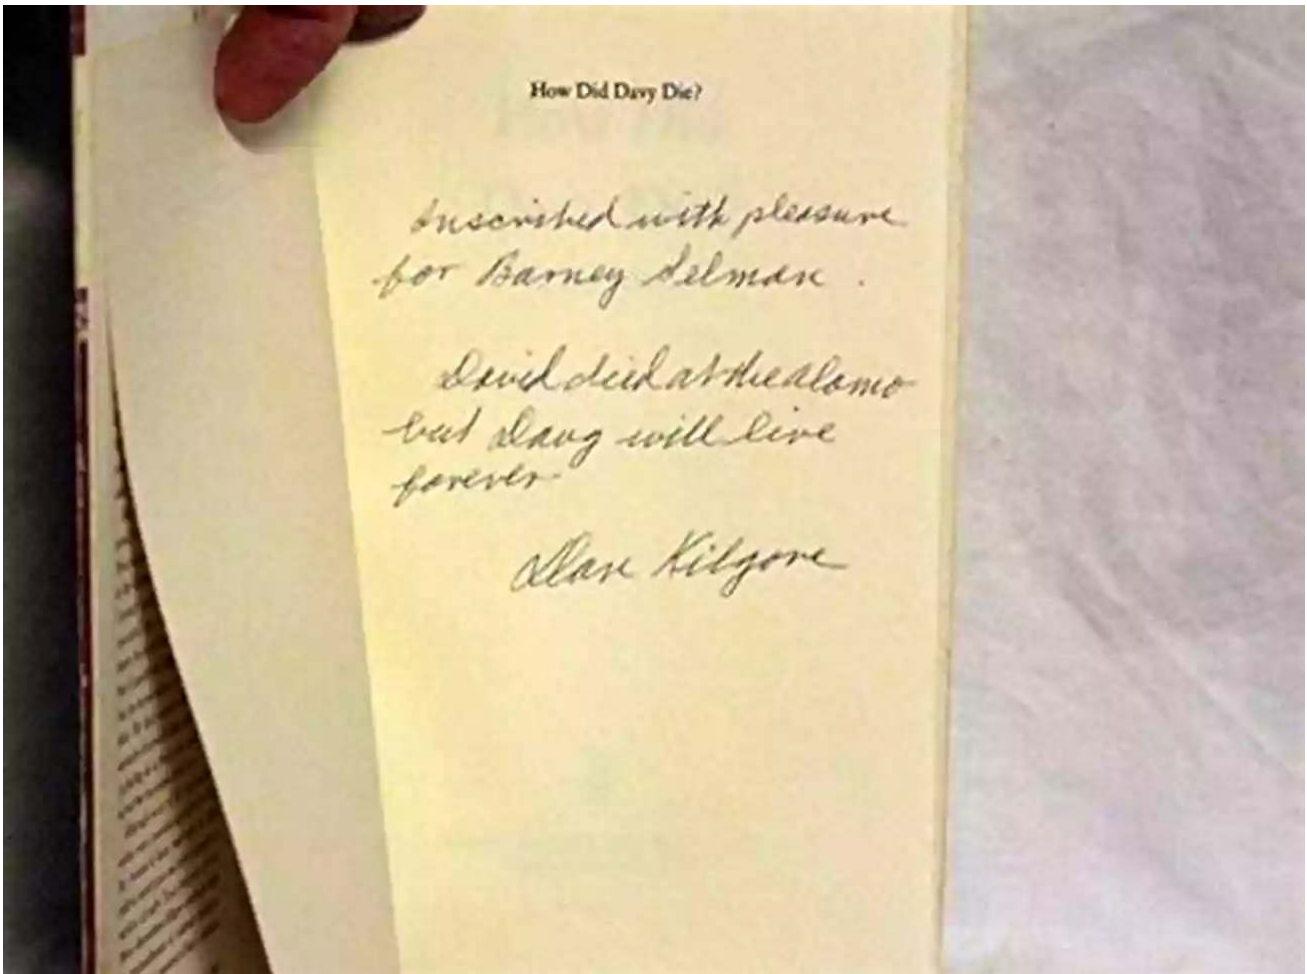 How Did Davy Die?
Inscribed with pleasure
for Barney Selman.
David died at the Alamo
but Davy will live
forever
Dan Kilgore